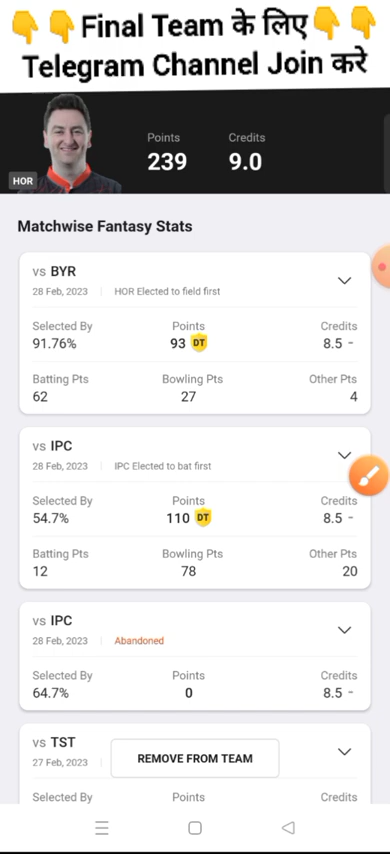 👇👇Final Team के लिए👇👇
Telegram Channel Join करे
Points Credits
239 9.0
HOR
Matchwise Fantasy Stats
vs BYR
28 Feb, 2023 | HOR Elected to field first
Selected By Points Credits
91.76% 93 DT 8.5 -
Batting Pts Bowling Pts Other Pts
62 27 4
vs IPC
28 Feb, 2023 | IPC Elected to bat first
Selected By Points Credits
54.7% 110 DT 8.5 -
Batting Pts Bowling Pts Other Pts
12 78 20
vs IPC
28 Feb, 2023 | Abandoned
Selected By Points Credits
64.7% 0 8.5 -
vs TST
27 Feb, 2023
REMOVE FROM TEAM
Selected By Points Credits